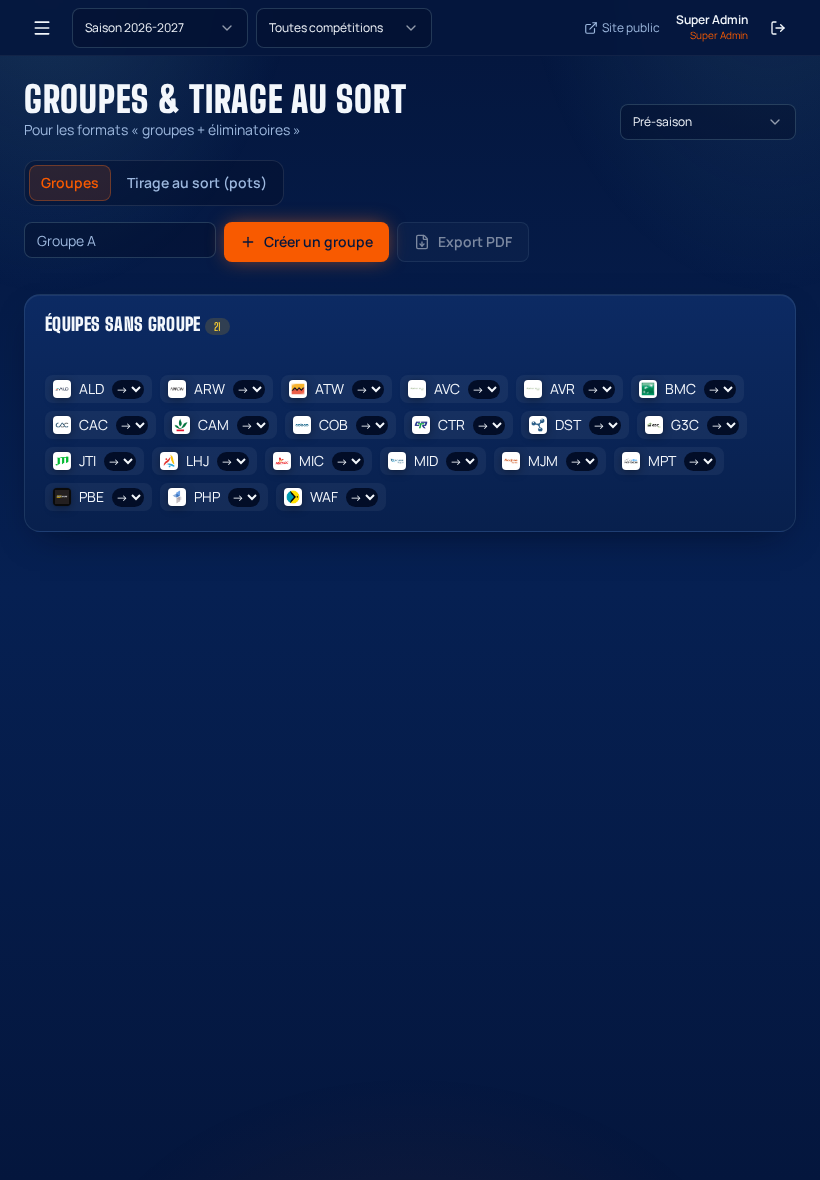 Saison 2026-2027
Toutes compétitions
Site public
Super Admin
Super Admin
GROUPES & TIRAGE AU SORT
Pour les formats « groupes + éliminatoires »
Pré-saison
Groupes
Tirage au sort (pots)
Groupe A
+ Créer un groupe
Export PDF
ÉQUIPES SANS GROUPE 21
ALD → ARW → ATW → AVC → AVR → BMC →
CAC → CAM → COB → CTR → DST → G3C →
JTI → LHJ → MIC → MID → MJM → MPT →
PBE → PHP → WAF →